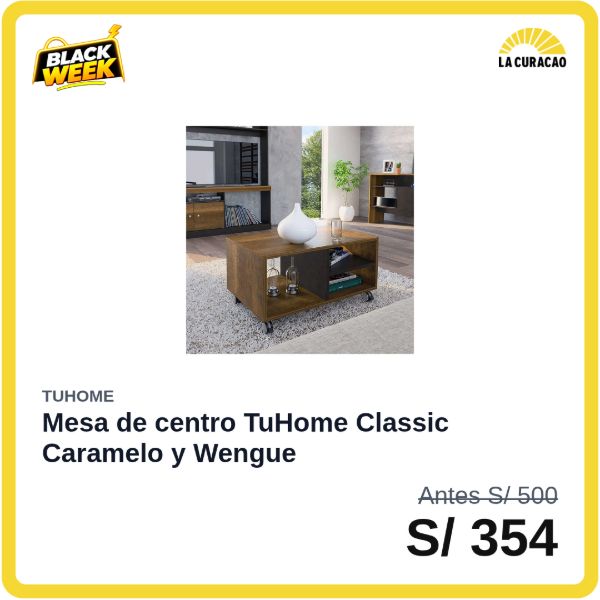 BLACK
WEEK
LA CURACAO
TUHOME
Mesa de centro TuHome Classic
Caramelo y Wengue
Antes S/ 500
S/ 354